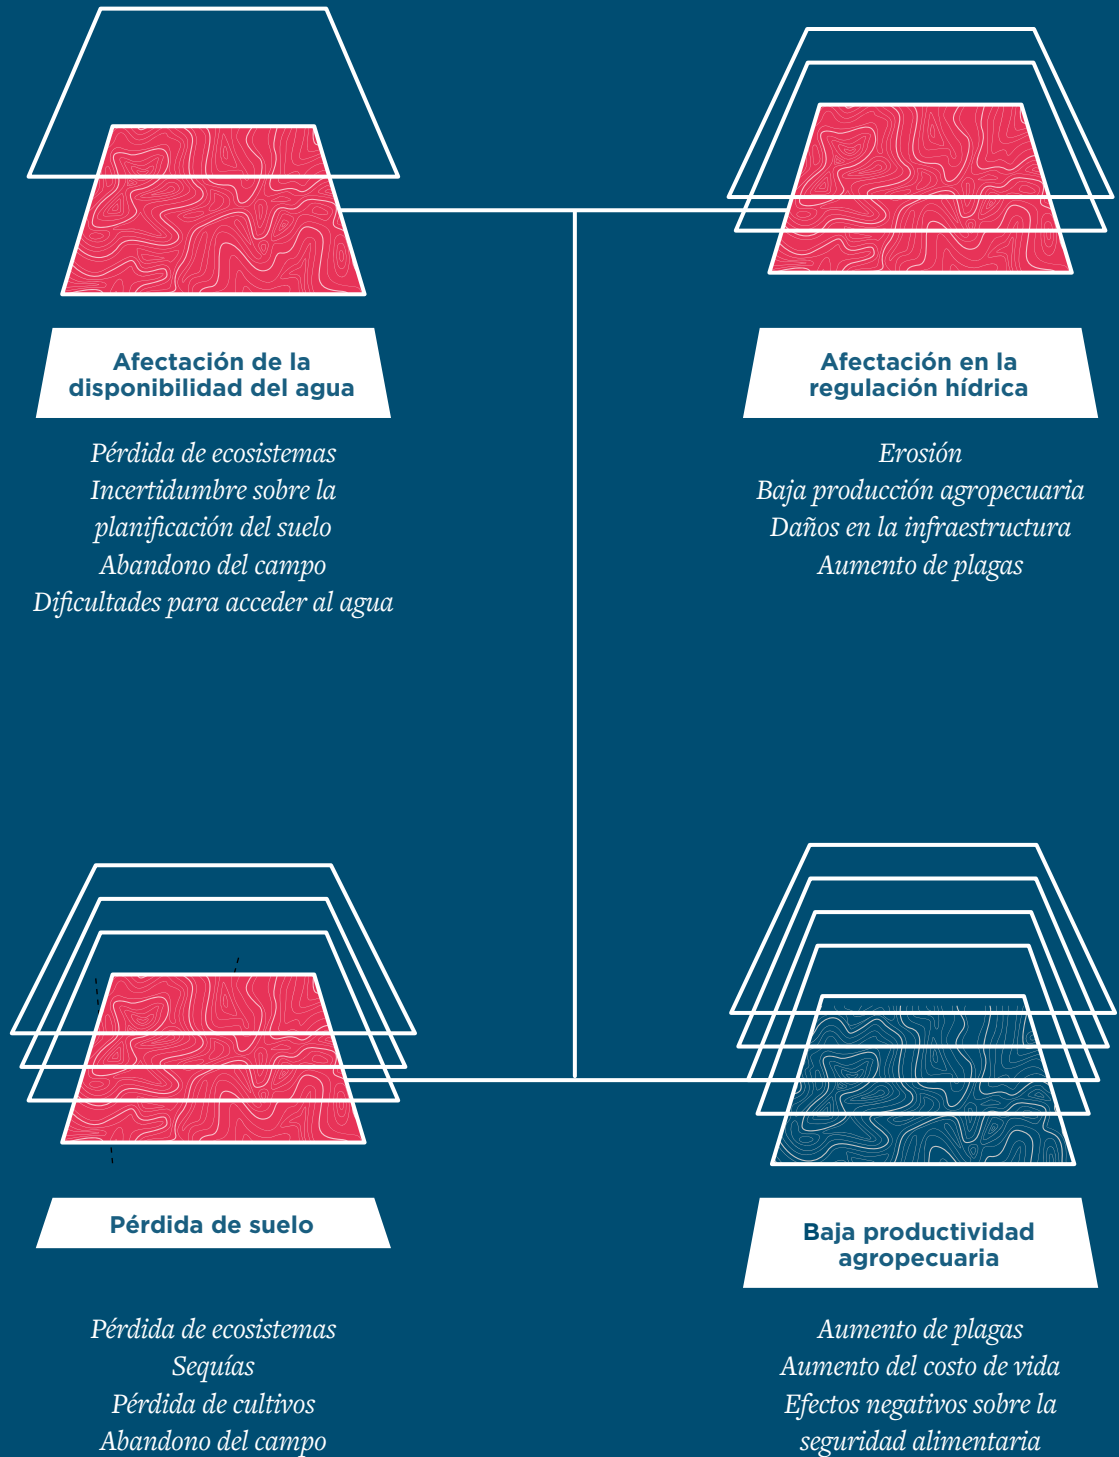 Afectación de la
disponibilidad del agua
Pérdida de ecosistemas
Incertidumbre sobre la
planificación del suelo
Abandono del campo
Dificultades para acceder al agua
Afectación en la
regulación hídrica
Erosión
Baja producción agropecuaria
Daños en la infraestructura
Aumento de plagas
Pérdida de suelo
Pérdida de ecosistemas
Sequías
Pérdida de cultivos
Abandono del campo
Baja productividad
agropecuaria
Aumento de plagas
Aumento del costo de vida
Efectos negativos sobre la
seguridad alimentaria